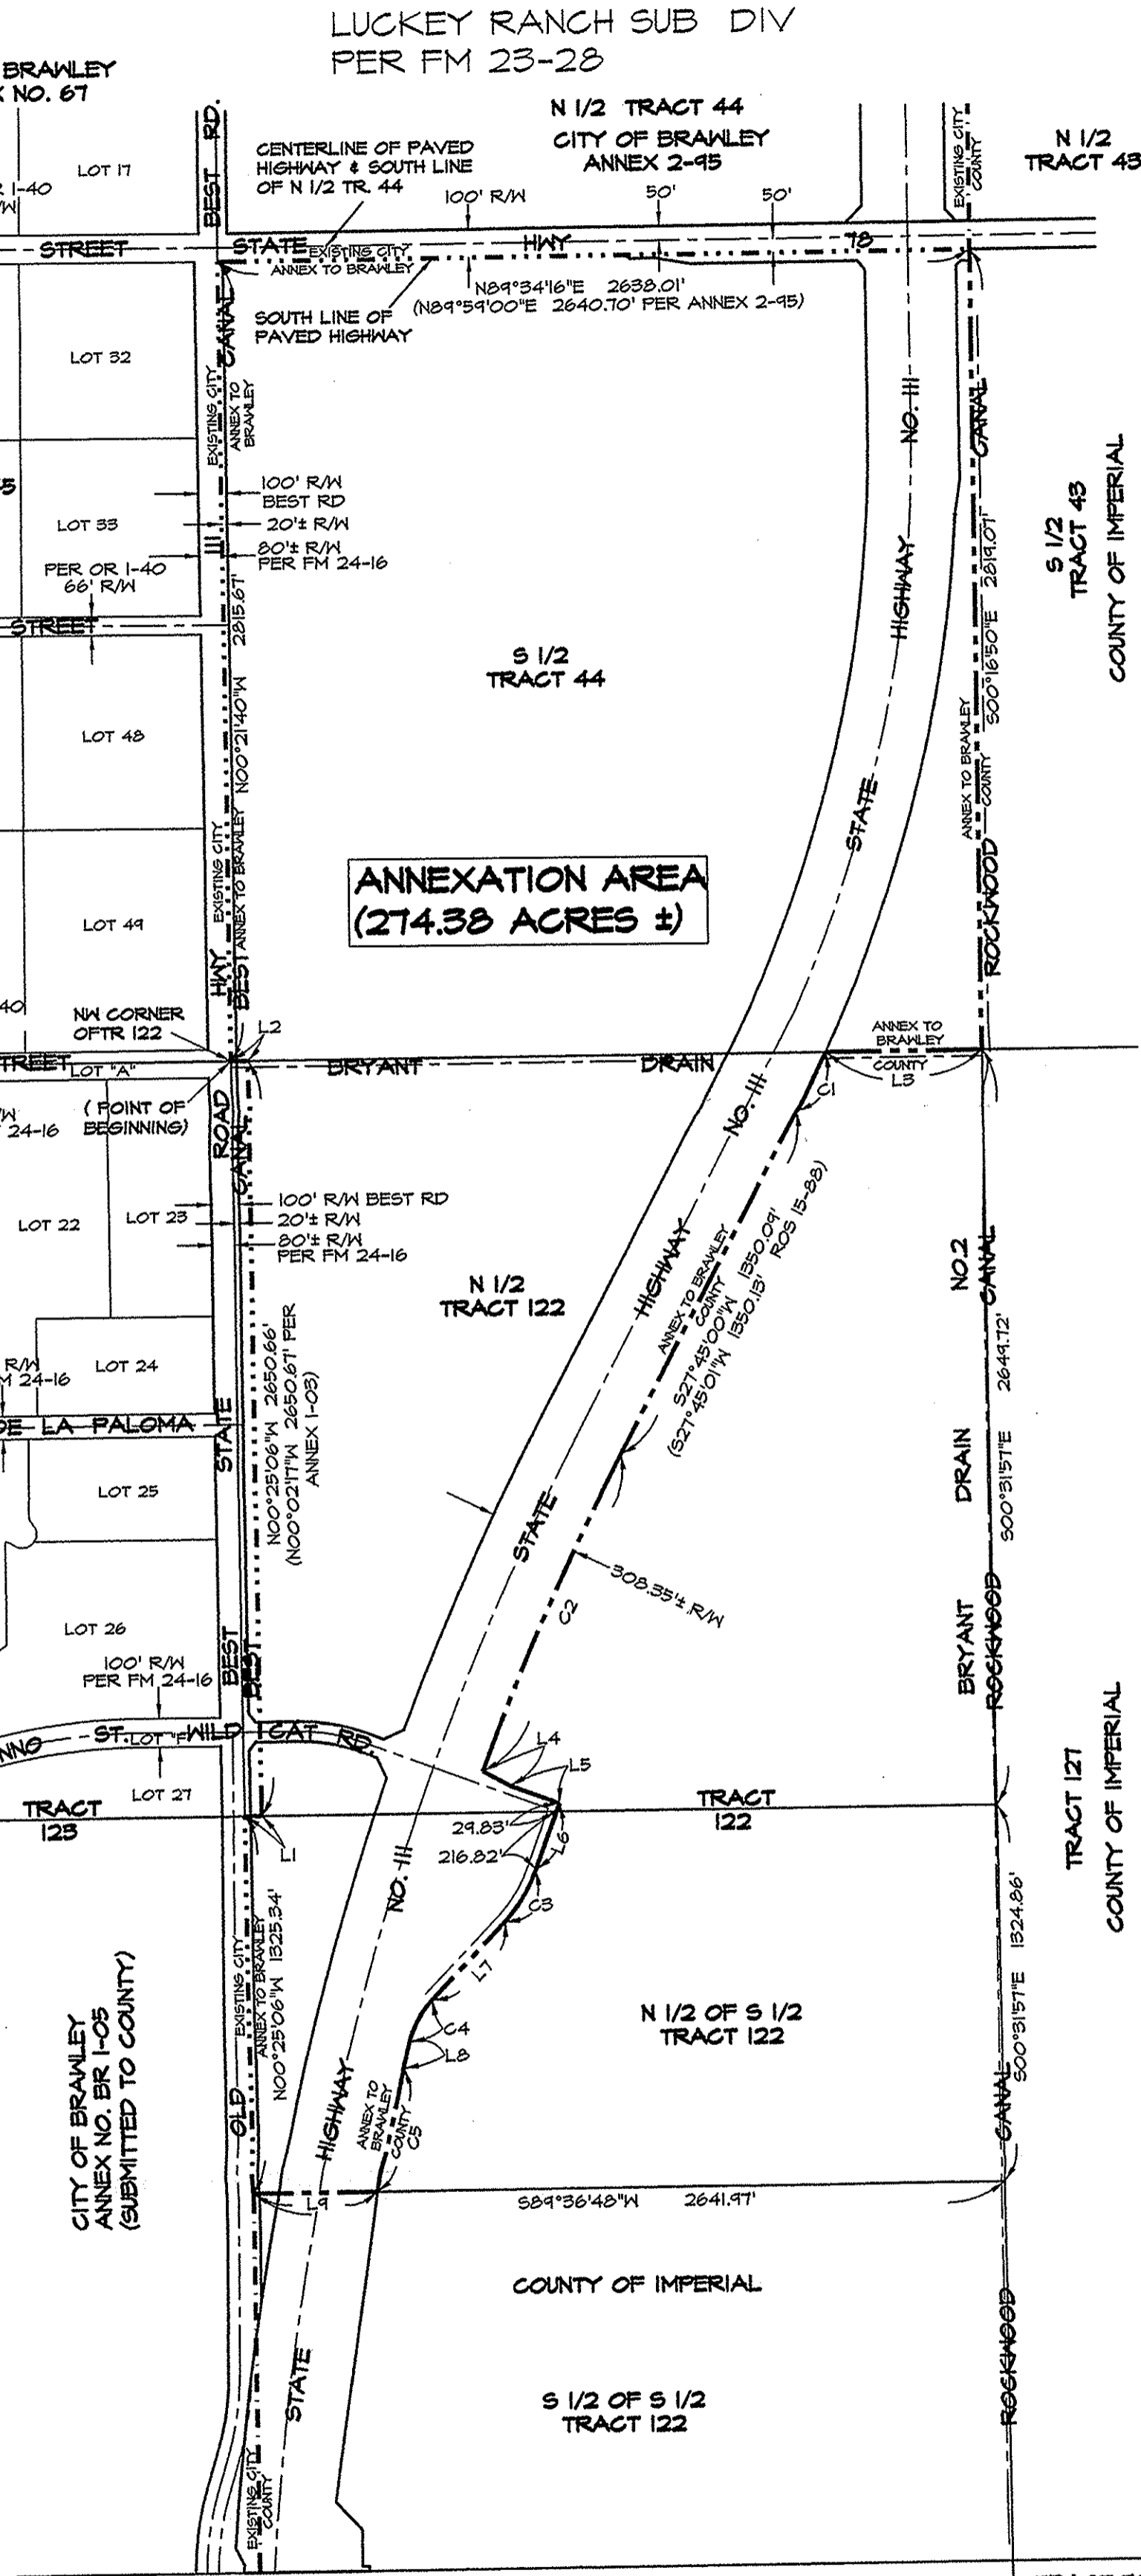 LUCKEY RANCH SUB DIV
PER FM 23-28
BRAWLEY
NO. 67
N 1/2 TRACT 44
CITY OF BRAWLEY
ANNEX 2-95
N 1/2
TRACT 43
EXISTING CITY
COUNTY
BEST RD.
LOT 17
CENTERLINE OF PAVED
HIGHWAY & SOUTH LINE
OF N 1/2 TR. 44
100' R/W
50'
50'
1-40
STREET
STATE
HWY
78
EXISTING CITY
ANNEX TO BRAWLEY
N89°34'16"E 2638.01'
(N89°59'00"E 2640.70' PER ANNEX 2-95)
SOUTH LINE OF
PAVED HIGHWAY
CANAL
LOT 32
EXISTING CITY
ANNEX TO
BRAWLEY
NO. 111
CANAL
100' R/W
BEST RD
20'± R/W
80'± R/W
PER FM 24-16
LOT 33
111
PER OR 1-40
66' R/W
STREET
S 1/2
TRACT 43
COUNTY OF IMPERIAL
HIGHWAY
S00°16'50"E 2819.07'
N00°21'40"W 2815.67'
S 1/2
TRACT 44
LOT 48
STATE
ANNEX TO BRAWLEY
COUNTY
ROCKWOOD
EXISTING CITY
ANNEX TO BRAWLEY
ANNEXATION AREA
(274.38 ACRES ±)
LOT 49
HWY
BEST
NW CORNER
OFTR 122
L2
ANNEX TO
BRAWLEY
COUNTY
L3
TREET
LOT "A"
BRYANT
DRAIN
C1
24-16
( POINT OF
BEGINNING)
ROAD
CANAL
NO. 111
100' R/W BEST RD
20'± R/W
80'± R/W
PER FM 24-16
LOT 22
LOT 23
N 1/2
TRACT 122
HIGHWAY
ANNEX TO BRAWLEY
COUNTY
S27°45'00"W 1350.09'
(S27°45'01"W 1350.13' ROS 15-88)
NO.2
CANAL
N00°25'06"W 2650.66'
(N00°02'17"W 2650.67' PER
ANNEX 1-03)
S00°31'57"E 2649.72'
R/W
M 24-16
LOT 24
DE LA PALOMA
STATE
LOT 25
DRAIN
STATE
308.35'± R/W
C2
BRYANT
ROCKWOOD
LOT 26
100' R/W
PER FM 24-16
BEST
BEST
NNO
ST.
LOT "F"
WILD CAT RD.
LOT 27
L4
L5
TRACT
123
TRACT
122
29.83'
216.82'
L6
L1
NO. 111
C3
L7
TRACT 127
COUNTY OF IMPERIAL
EXISTING CITY
ANNEX TO BRAWLEY
N00°25'06"W 1325.34'
S00°31'57"E 1324.86'
N 1/2 OF S 1/2
TRACT 122
C4
L8
CITY OF BRAWLEY
ANNEX NO. BR 1-05
(SUBMITTED TO COUNTY)
OLD
HIGHWAY
ANNEX TO
BRAWLEY
COUNTY
C5
CANAL
L9
S89°36'48"W 2641.97'
COUNTY OF IMPERIAL
STATE
ROCKWOOD
S 1/2 OF S 1/2
TRACT 122
EXISTING CITY
COUNTY